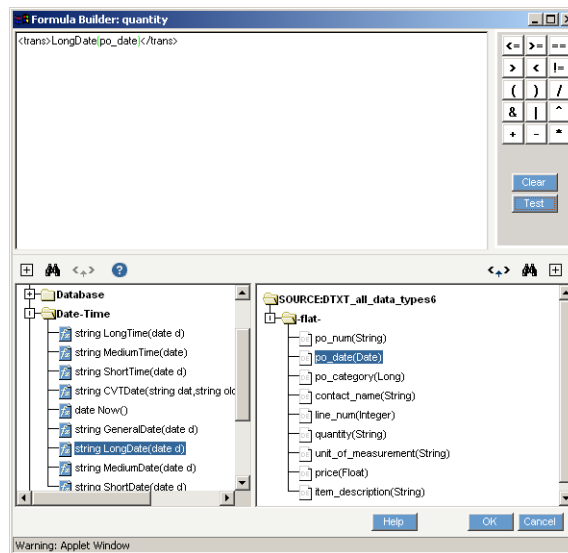 Formula Builder: quantity
<trans>LongDate(po_date)</trans>
<= >= ==
> < !=
( ) /
& | ^
+ - *
Clear
Test
Database
Date-Time
string LongTime(date d)
string MediumTime(date)
string ShortTime(date d)
string CVTDate(string dat,string old
date Now()
string GeneralDate(date d)
string LongDate(date d)
string MediumDate(date d)
string ShortDate(date d)
SOURCE:DTXT_all_data_types6
-flat-
po_num(String)
po_date(Date)
po_category(Long)
contact_name(String)
line_num(Integer)
quantity(String)
unit_of_measurement(String)
price(Float)
item_description(String)
Help
OK
Cancel
Warning: Applet Window